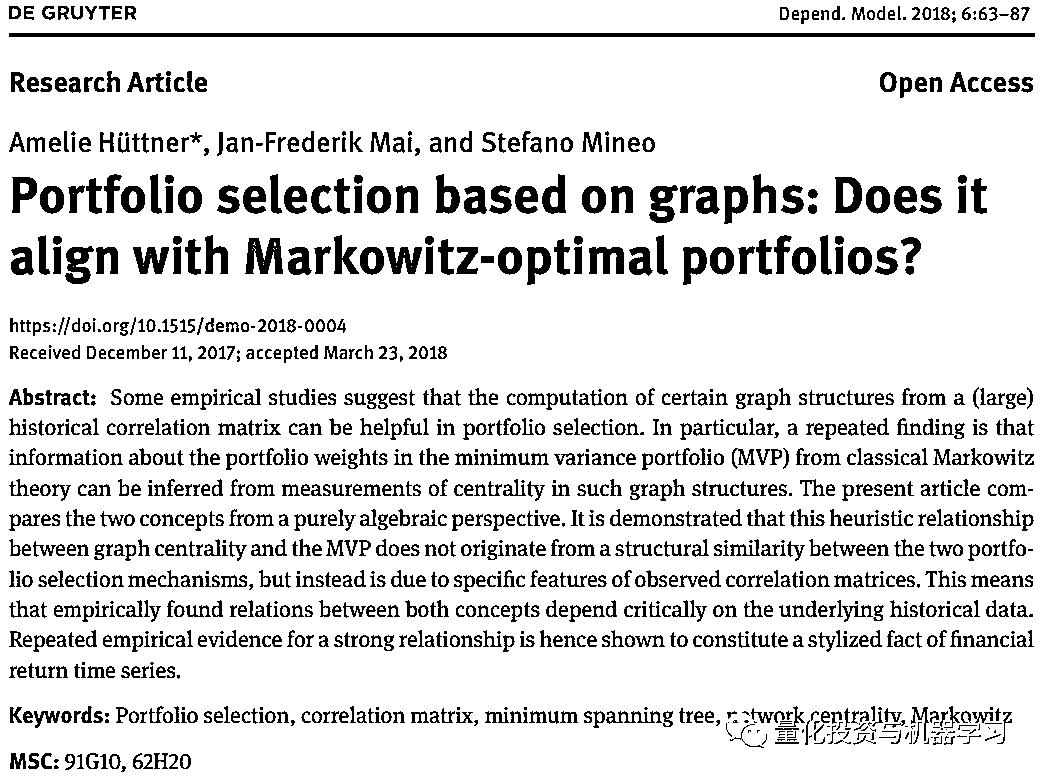 DE GRUYTER
Depend. Model. 2018; 6:63–87
Research Article
Open Access
Amelie Hüttner*, Jan-Frederik Mai, and Stefano Mineo
Portfolio selection based on graphs: Does it
align with Markowitz-optimal portfolios?
https://doi.org/10.1515/demo-2018-0004
Received December 11, 2017; accepted March 23, 2018
Abstract: Some empirical studies suggest that the computation of certain graph structures from a (large)
historical correlation matrix can be helpful in portfolio selection. In particular, a repeated finding is that
information about the portfolio weights in the minimum variance portfolio (MVP) from classical Markowitz
theory can be inferred from measurements of centrality in such graph structures. The present article com-
pares the two concepts from a purely algebraic perspective. It is demonstrated that this heuristic relationship
between graph centrality and the MVP does not originate from a structural similarity between the two portfo-
lio selection mechanisms, but instead is due to specific features of observed correlation matrices. This means
that empirically found relations between both concepts depend critically on the underlying historical data.
Repeated empirical evidence for a strong relationship is hence shown to constitute a stylized fact of financial
return time series.
Keywords: Portfolio selection, correlation matrix, minimum spanning tree, network centrality, Markowitz
量化投资与机器学习
MSC: 91G10, 62H20